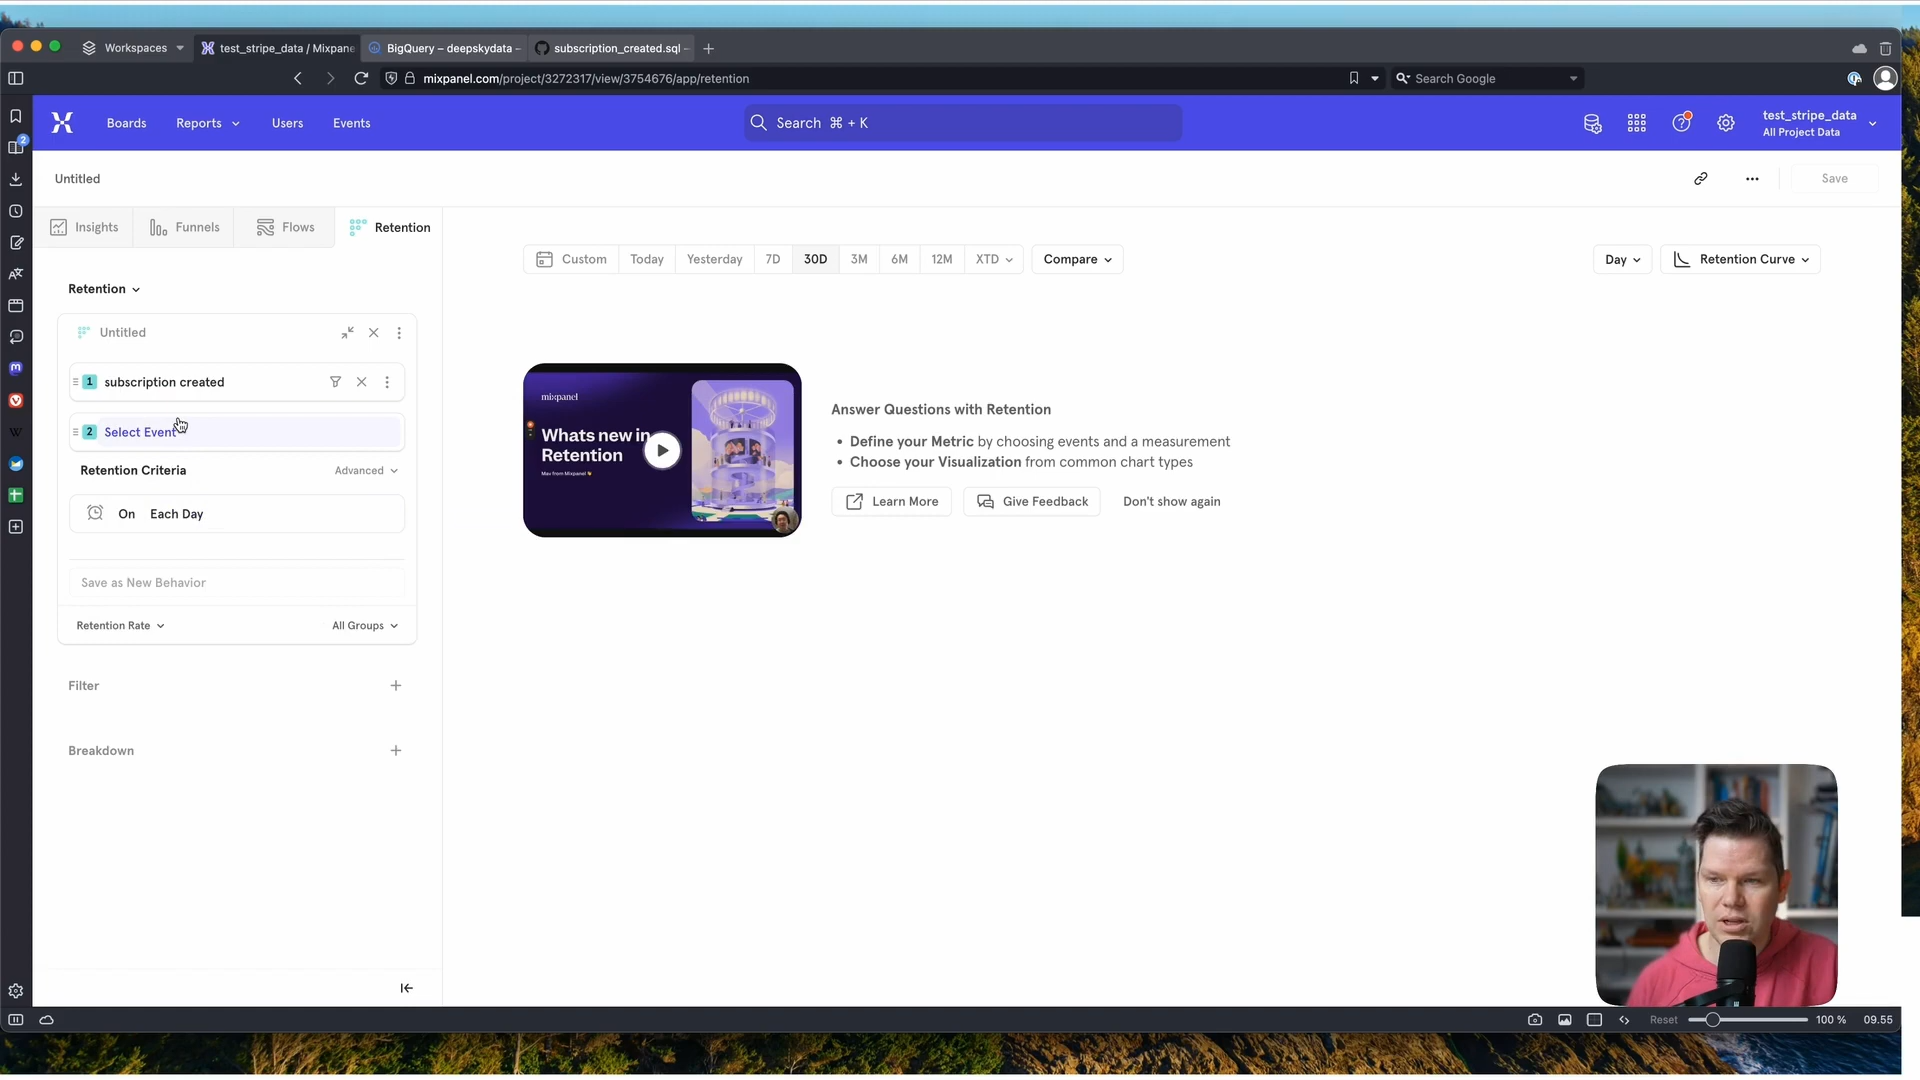 Workspaces
test_stripe_data / Mixpane
BigQuery – deepskydata -
subscription_created.sql -
mixpanel.com/project/3272317/view/3754676/app/retention
Search Google
2
Boards
Reports
Users
Events
Search ⌘ + K
test_stripe_data
All Project Data
Untitled
Save
Insights
Funnels
Flows
Retention
Custom
Today
Yesterday
7D
30D
3M
6M
12M
XTD
Compare
Day
Retention Curve
Retention
Untitled
1 subscription created
2 Select Event
Retention Criteria
Advanced
On Each Day
Save as New Behavior
Retention Rate
All Groups
Filter
Breakdown
mixpanel
Whats new in
Retention
Answer Questions with Retention
• Define your Metric by choosing events and a measurement
• Choose your Visualization from common chart types
Learn More
Give Feedback
Don't show again
Reset
100 %
09.55